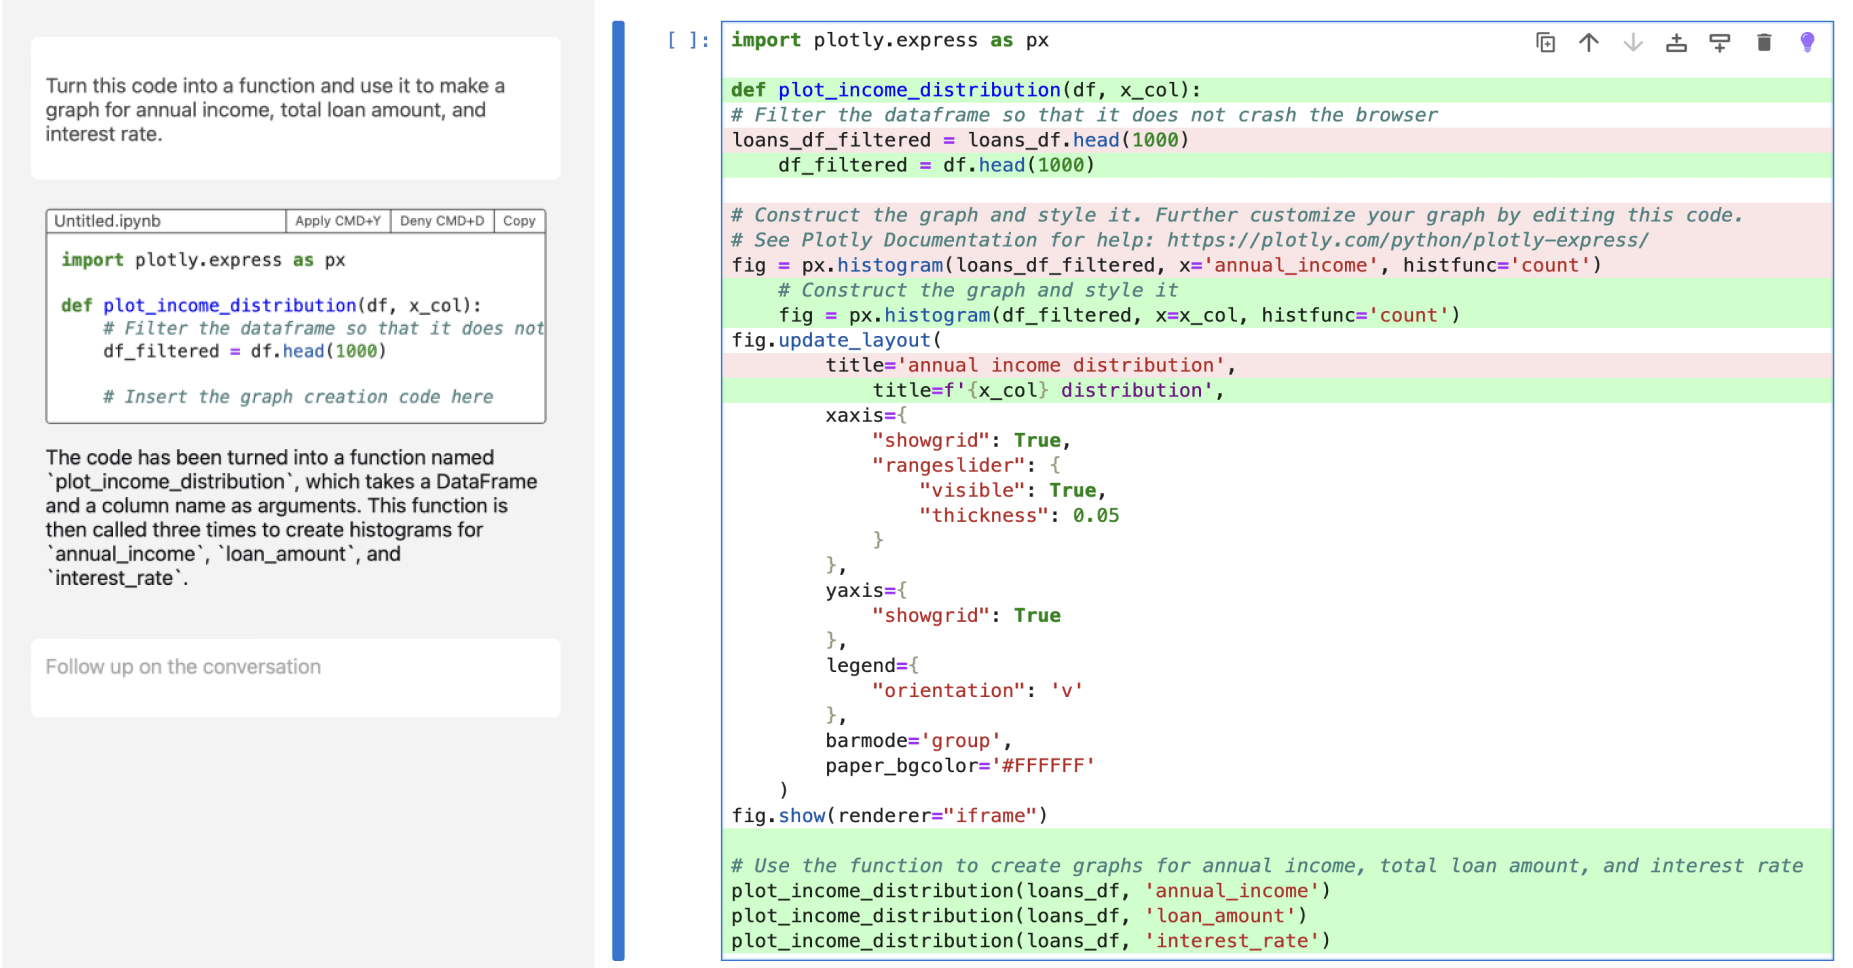 Turn this code into a function and use it to make a
graph for annual income, total loan amount, and
interest rate.
Untitled.ipynb Apply CMD+Y Deny CMD+D Copy
import plotly.express as px
def plot_income_distribution(df, x_col):
    # Filter the dataframe so that it does not
    df_filtered = df.head(1000)
    # Insert the graph creation code here
The code has been turned into a function named
`plot_income_distribution`, which takes a DataFrame
and a column name as arguments. This function is
then called three times to create histograms for
`annual_income`, `loan_amount`, and
`interest_rate`.
Follow up on the conversation
[ ]:
import plotly.express as px
def plot_income_distribution(df, x_col):
# Filter the dataframe so that it does not crash the browser
loans_df_filtered = loans_df.head(1000)
    df_filtered = df.head(1000)
# Construct the graph and style it. Further customize your graph by editing this code.
# See Plotly Documentation for help: https://plotly.com/python/plotly-express/
fig = px.histogram(loans_df_filtered, x='annual_income', histfunc='count')
    # Construct the graph and style it
    fig = px.histogram(df_filtered, x=x_col, histfunc='count')
fig.update_layout(
        title='annual income distribution',
            title=f'{x_col} distribution',
        xaxis={
            "showgrid": True,
            "rangeslider": {
                "visible": True,
                "thickness": 0.05
            }
        },
        yaxis={
            "showgrid": True
        },
        legend={
            "orientation": 'v'
        },
        barmode='group',
        paper_bgcolor='#FFFFFF'
    )
fig.show(renderer="iframe")
# Use the function to create graphs for annual income, total loan amount, and interest rate
plot_income_distribution(loans_df, 'annual_income')
plot_income_distribution(loans_df, 'loan_amount')
plot_income_distribution(loans_df, 'interest_rate')